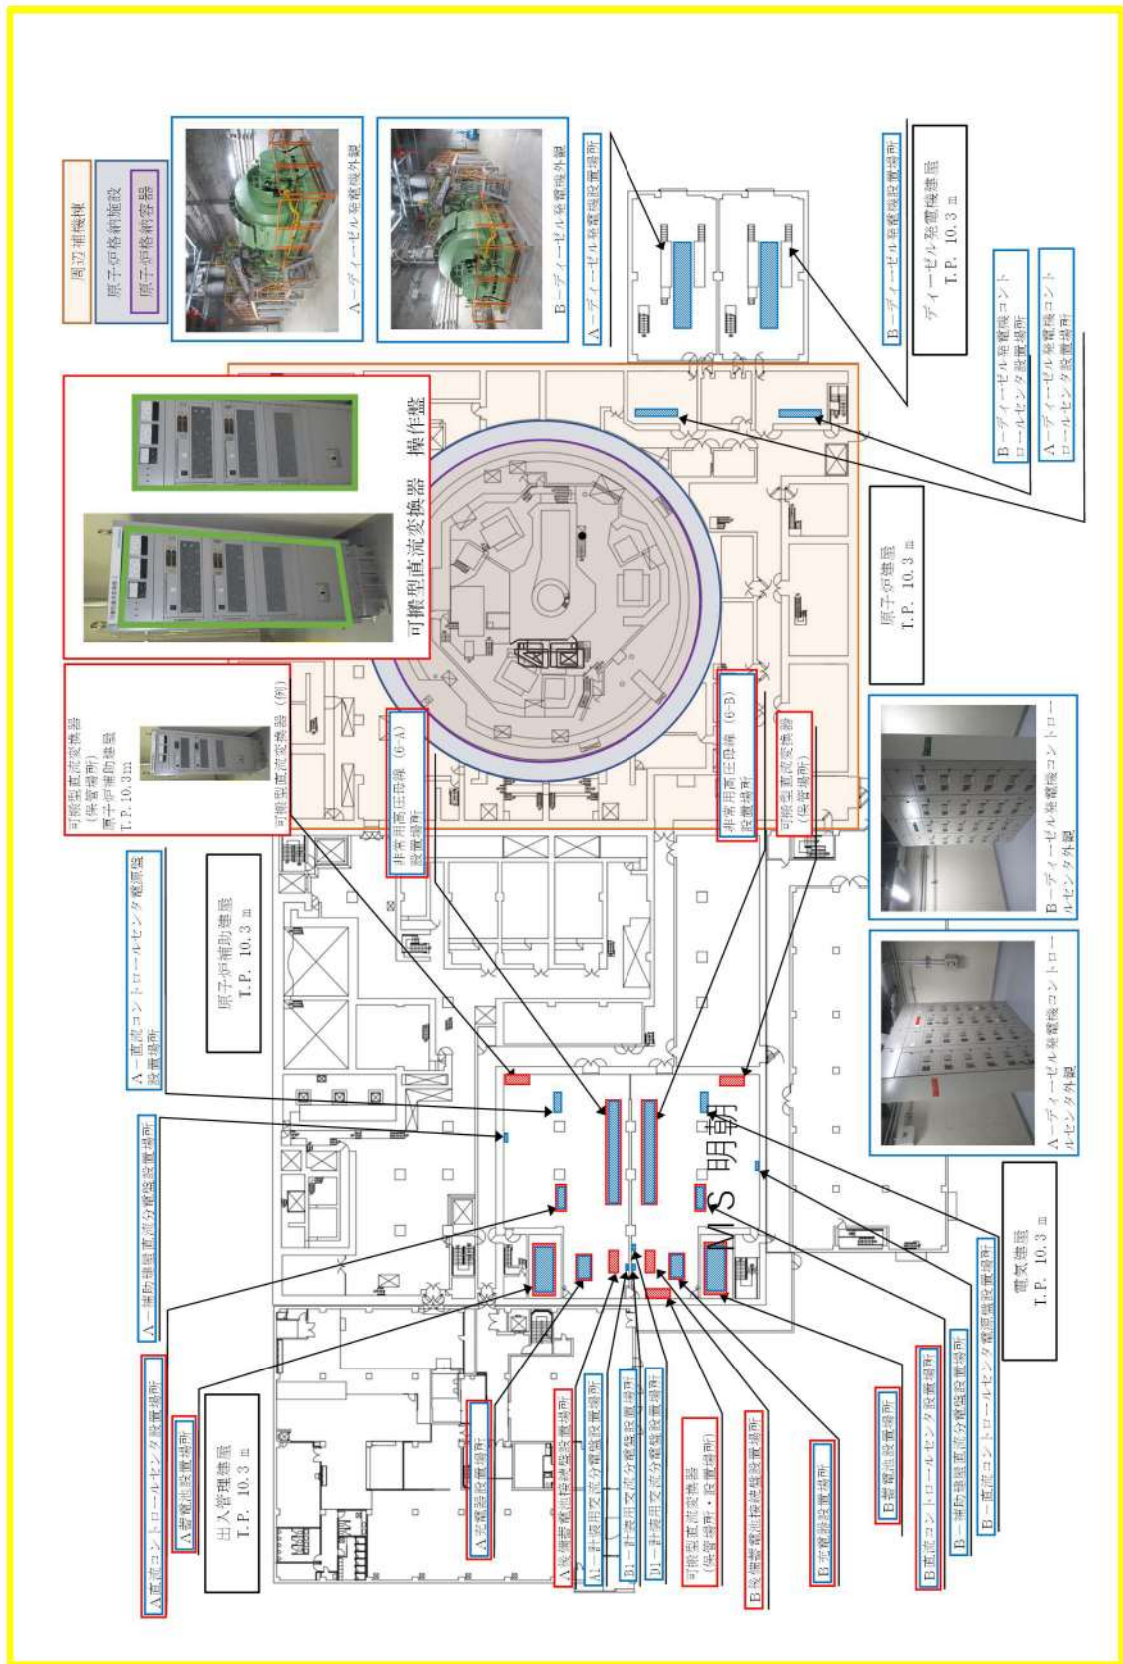 周辺補機棟
原子炉格納施設
原子炉格納容器
A－ディーゼル発電機外観
B－ディーゼル発電機外観
A－ディーゼル発電機設置場所
B－ディーゼル発電機設置場所
ディーゼル発電機建屋
T.P. 10.3 m
B－ディーゼル発電機コント
ロールセンタ設置場所
A－ディーゼル発電機コント
ロールセンタ設置場所
可搬型直流変換器　操作盤
原子炉建屋
T.P. 10.3 m
可搬型直流変換器
(保管場所)
原子炉補助建屋
T.P.10.3m
可搬型直流変換器（例）
非常用高圧母線（6-A）
設置場所
非常用高圧母線（6-B）
設置場所
可搬型直流変換器
(保管場所)
B－ディーゼル発電機コントロー
ルセンタ外観
A－ディーゼル発電機コントロー
ルセンタ外観
原子炉補助建屋
T.P. 10.3 m
A－直流コントロールセンタ電源盤
設置場所
A－補助建屋直流分電盤設置場所
A直流コントロールセンタ設置場所
A蓄電池設置場所
出入管理建屋
T.P. 10.3 m
A充電器設置場所
A後備蓄電池接続盤設置場所
A1－計装用交流分電盤設置場所
B1－計装用交流分電盤設置場所
D1－計装用交流分電盤設置場所
可搬型直流変換器
(保管場所・設置場所)
B後備蓄電池接続盤設置場所
B充電器設置場所
B蓄電池設置場所
B直流コントロールセンタ設置場所
B－補助建屋直流分電盤設置場所
B－直流コントロールセンタ電源盤設置場所
電気建屋
T.P. 10.3 m